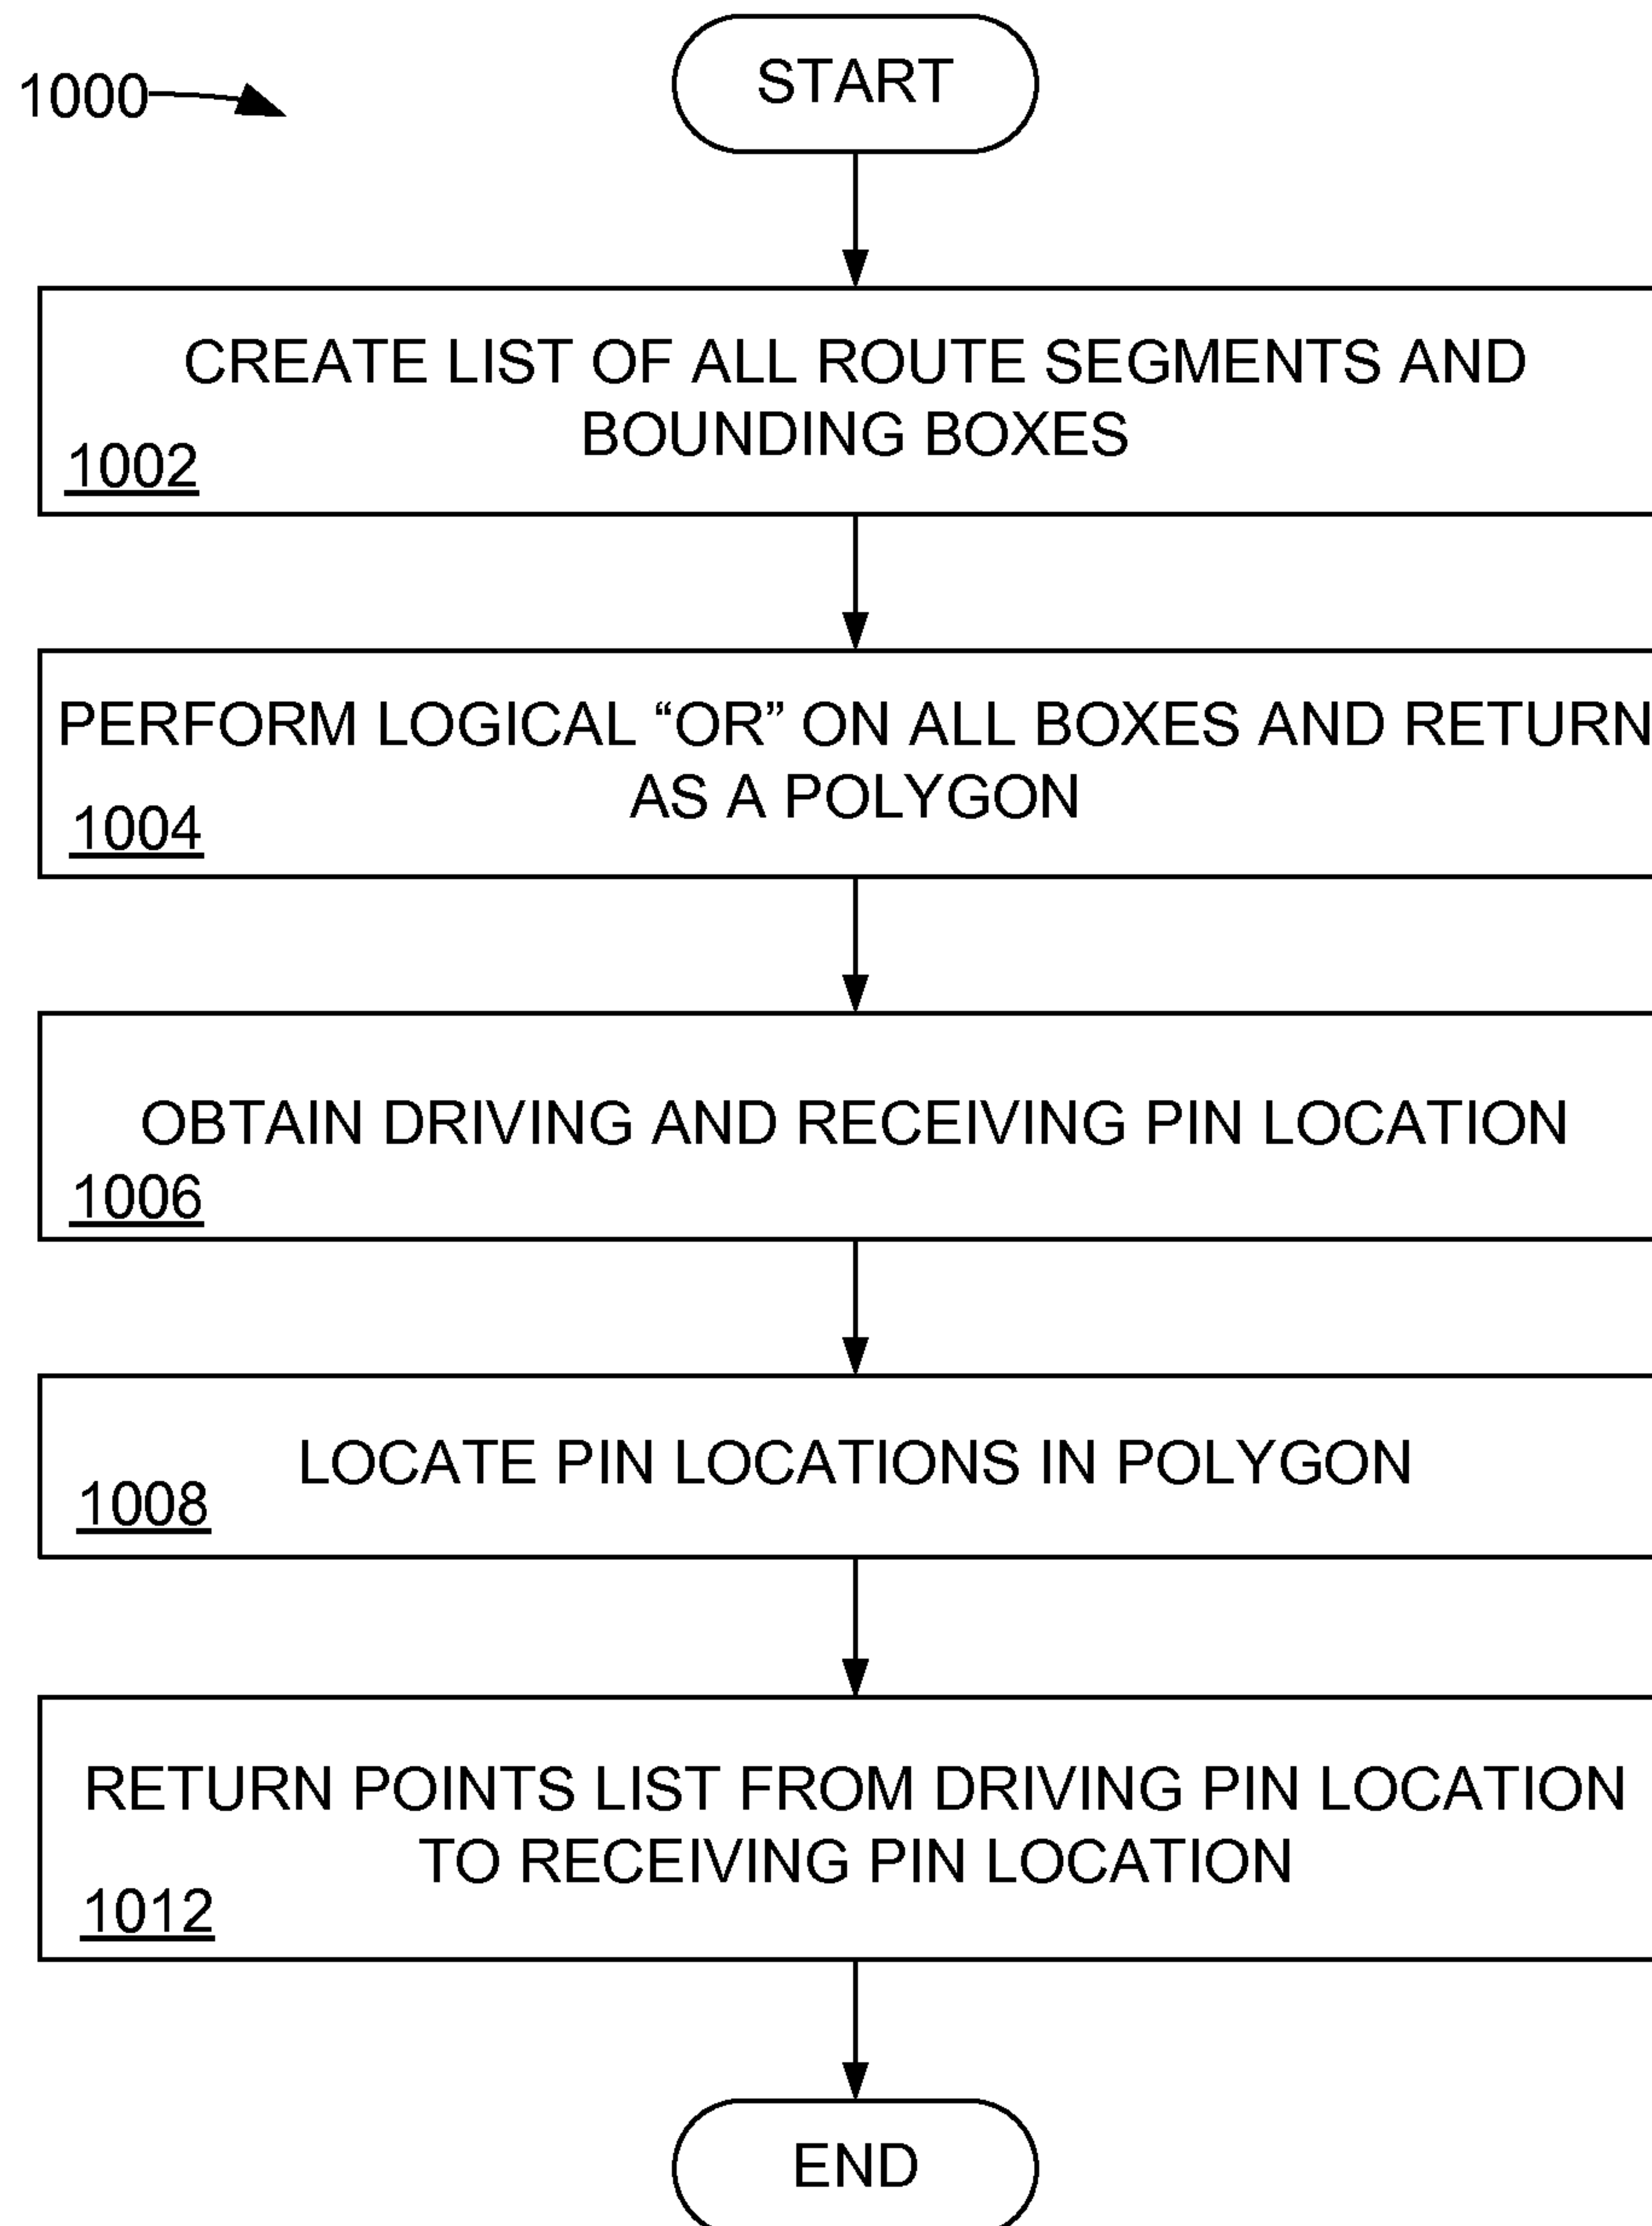 1000
START
CREATE LIST OF ALL ROUTE SEGMENTS AND
BOUNDING BOXES
1002
PERFORM LOGICAL “OR” ON ALL BOXES AND RETURN
AS A POLYGON
1004
OBTAIN DRIVING AND RECEIVING PIN LOCATION
1006
LOCATE PIN LOCATIONS IN POLYGON
1008
RETURN POINTS LIST FROM DRIVING PIN LOCATION
TO RECEIVING PIN LOCATION
1012
END